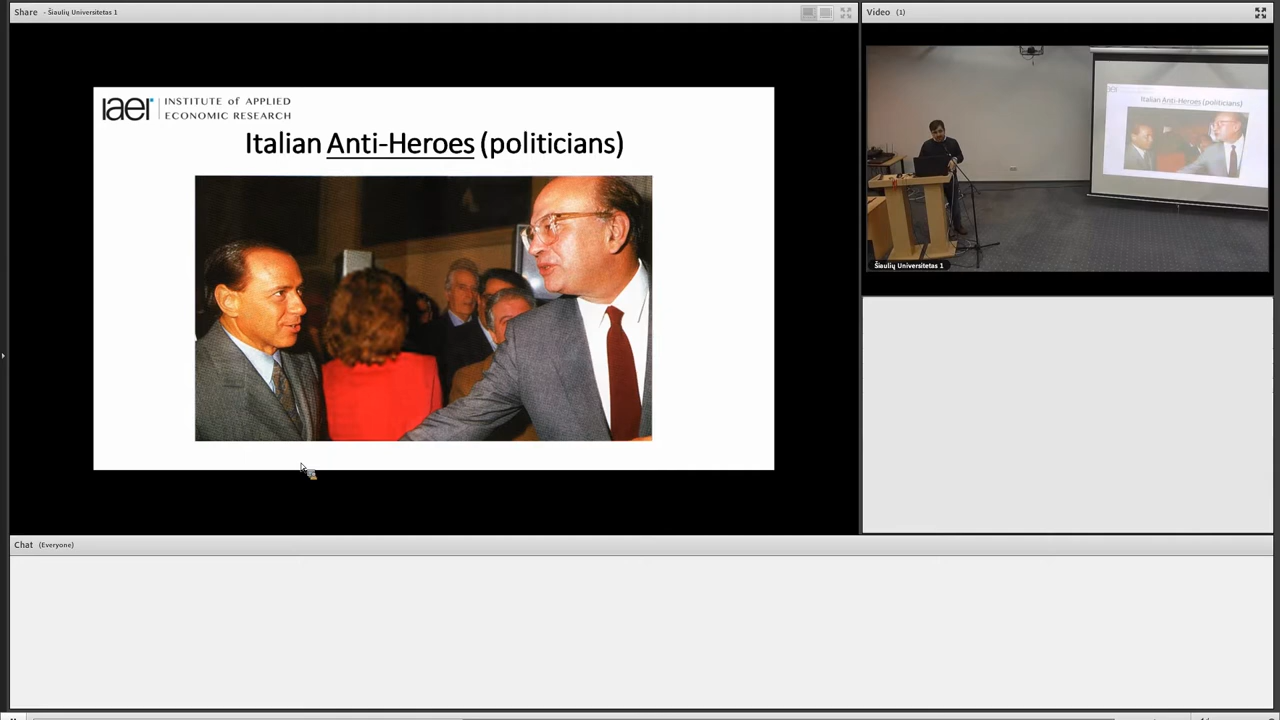 Share - Šiaulių Universitetas 1
Video (1)
iaer INSTITUTE of APPLIED
ECONOMIC RESEARCH
Italian Anti-Heroes (politicians)
Italian Anti-Heroes (politicians)
Šiaulių Universitetas 1
Chat (Everyone)